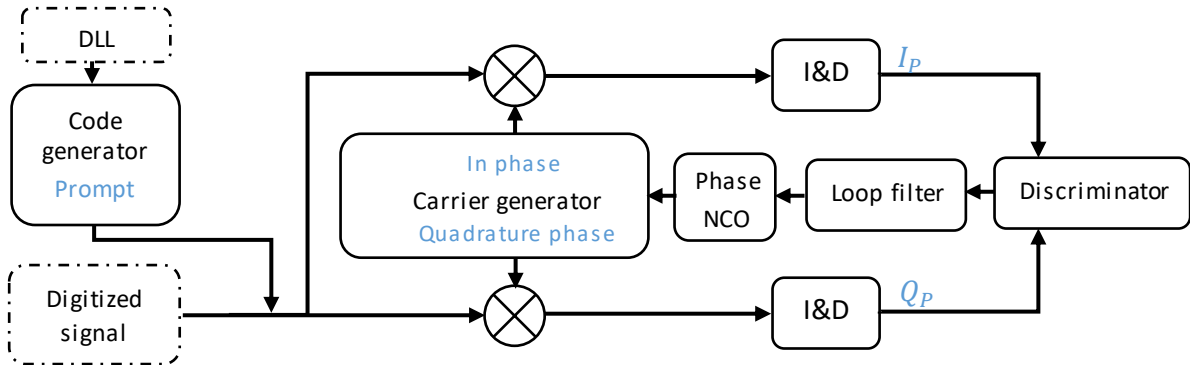 DLL
Code
generator
Prompt
Digitized
signal
In phase
Carrier generator
Quadrature phase
Phase
NCO
Loop filter
Discriminator
I&D
I_P
I&D
Q_P